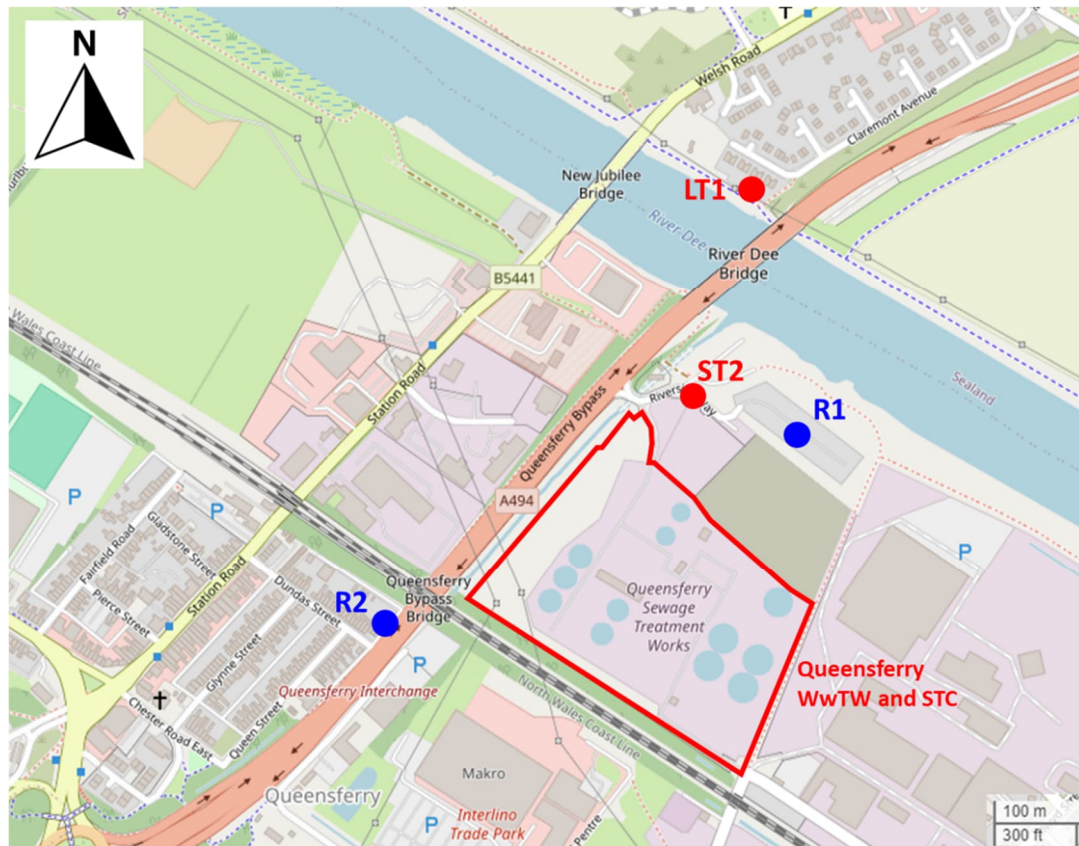 N
Welsh Road
Claremont Avenue
New Jubilee
Bridge
LT1
River Dee
River Dee
Bridge
B5441
Wales Coast Line
Station Road
ST2
Sealand
Queensferry Bypass
R1
P
A494
P
P
Fairfield Road
Gladstone Street
Station Road
Dundas Street
Queensferry
Bypass
Bridge
Queensferry
Sewage
Treatment
Works
Pierce Street
R2
Glynne Street
P
Queensferry
WwTW and STC
Queensferry Interchange
North Wales Coast Line
Chester Road East
Queen Street
Makro
Queensferry
P
Interlino
Trade Park
100 m
300 ft